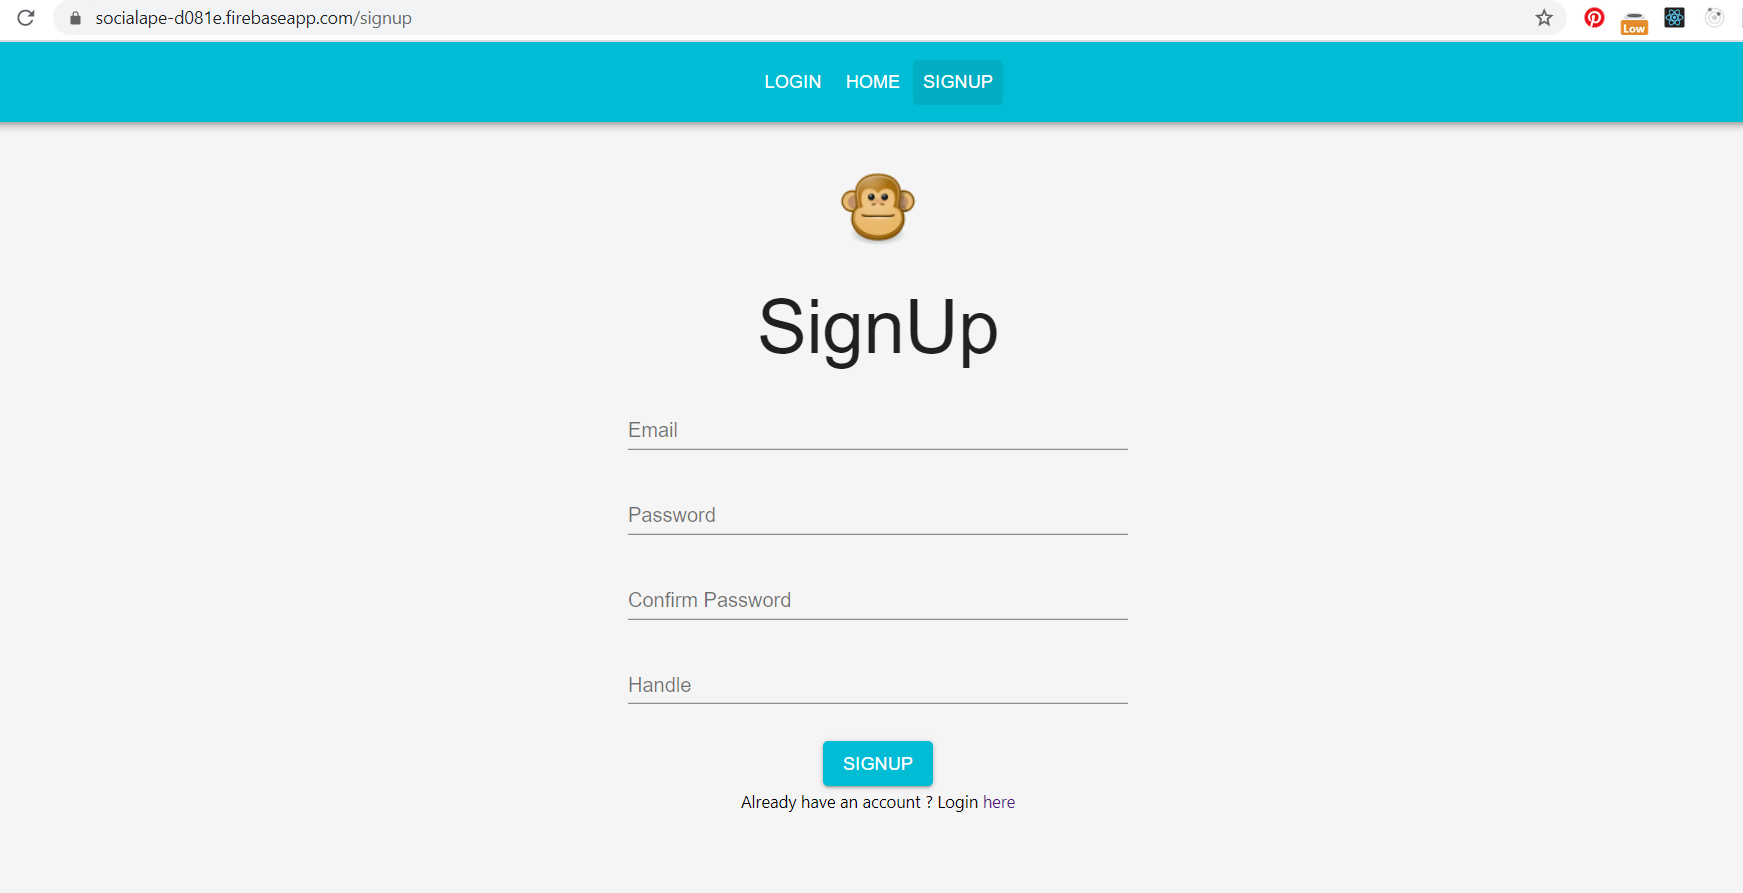 socialape-d081e.firebaseapp.com/signup
Low
LOGIN HOME SIGNUP
SignUp
Email
Password
Confirm Password
Handle
SIGNUP
Already have an account ? Login here